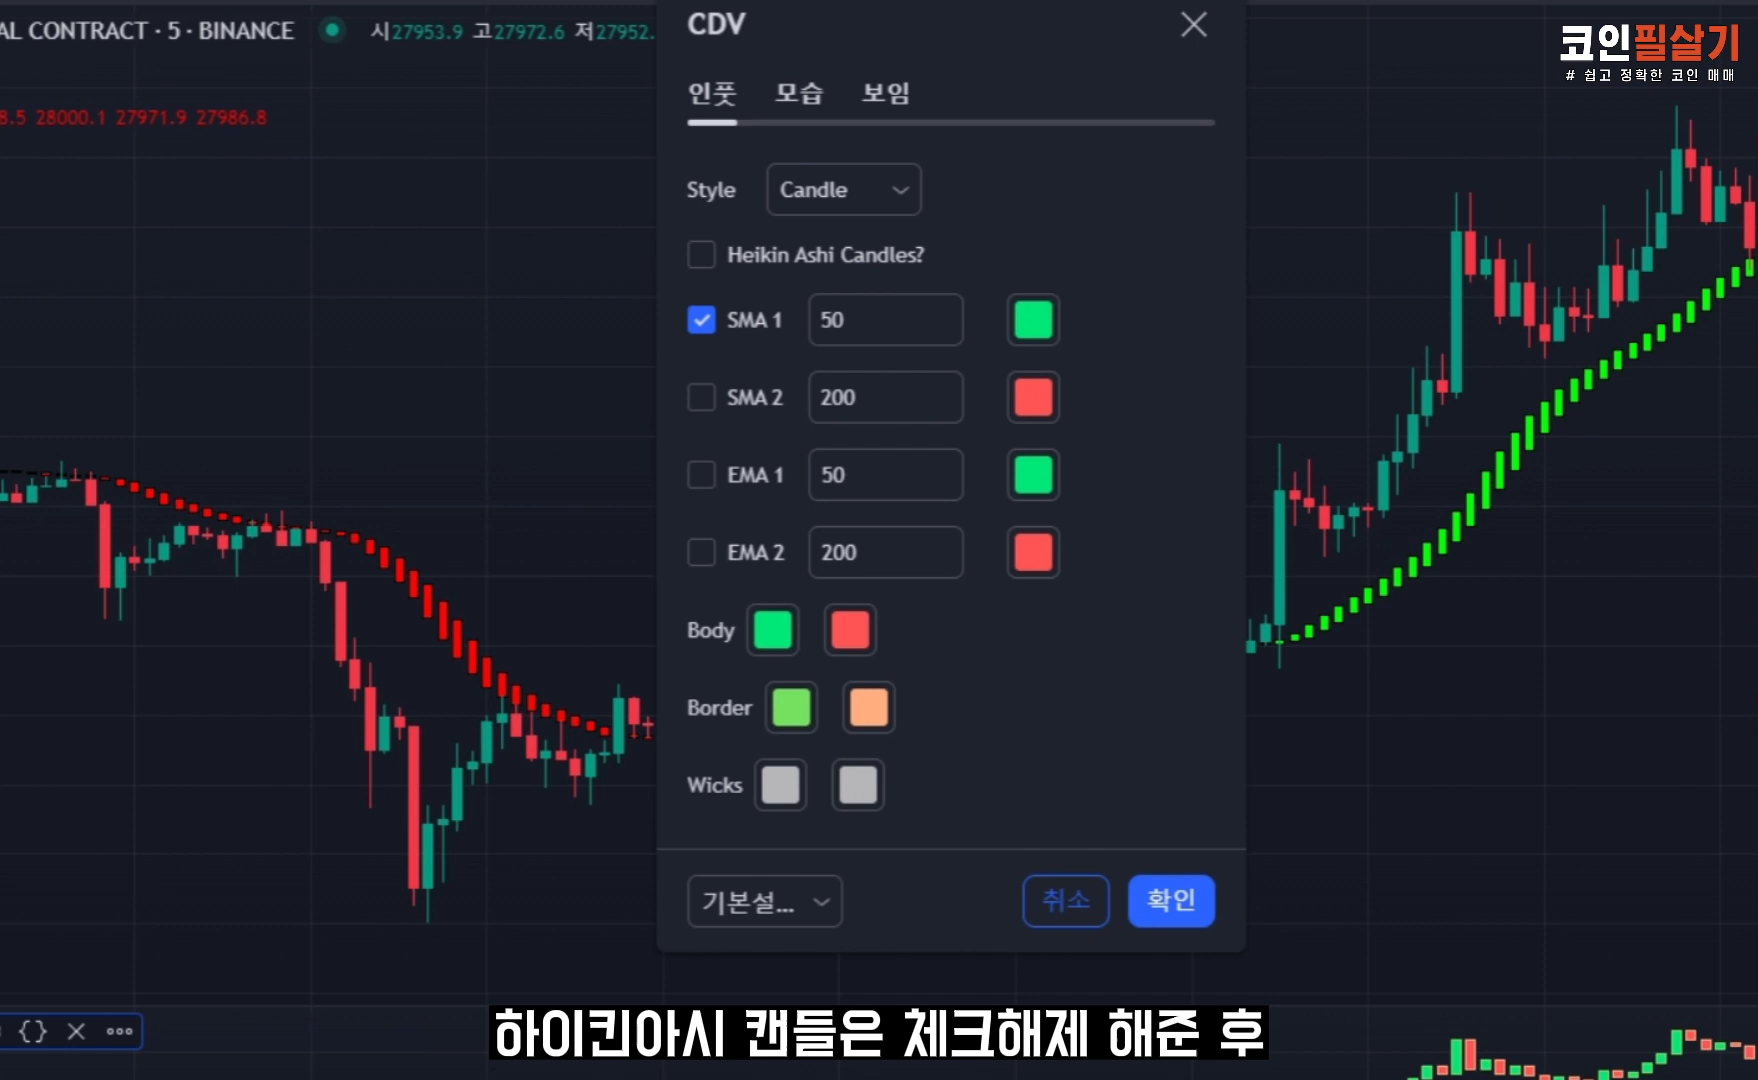 AL CONTRACT · 5 · BINANCE
시27953.9 고27972.6 저27952.
8.5 28000.1 27971.9 27986.8
코인필살기
# 쉽고 정확한 코인 매매
CDV
인풋 모습 보임
Style Candle
Heikin Ashi Candles?
SMA 1 50
SMA 2 200
EMA 1 50
EMA 2 200
Body
Border
Wicks
기본설...
취소 확인
{}
하이킨아시 캔들은 체크해제 해준 후